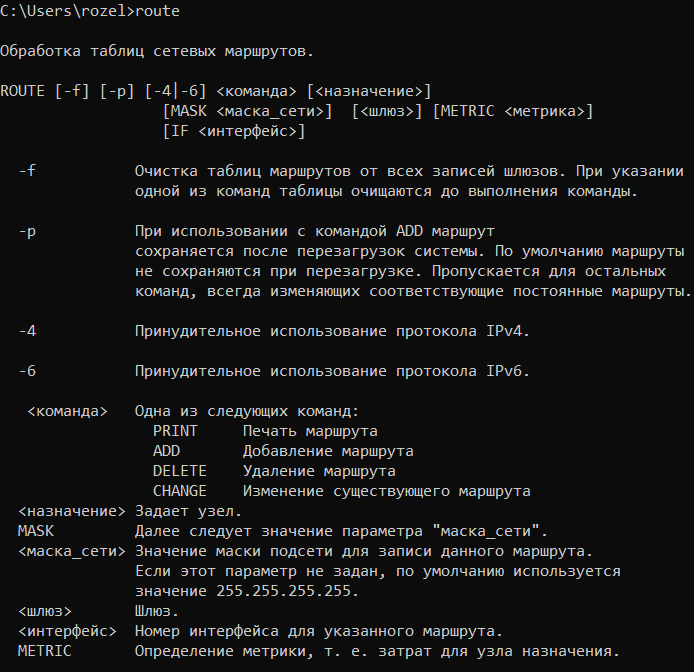 C:\Users\rozel>route
Обработка таблиц сетевых маршрутов.
ROUTE [-f] [-p] [-4|-6] <команда> [<назначение>]
[MASK <маска_сети>] [<шлюз>] [METRIC <метрика>]
[IF <интерфейс>]
-f Очистка таблиц маршрутов от всех записей шлюзов. При указании
одной из команд таблицы очищаются до выполнения команды.
-p При использовании с командой ADD маршрут
сохраняется после перезагрузок системы. По умолчанию маршруты
не сохраняются при перезагрузке. Пропускается для остальных
команд, всегда изменяющих соответствующие постоянные маршруты.
-4 Принудительное использование протокола IPv4.
-6 Принудительное использование протокола IPv6.
<команда> Одна из следующих команд:
PRINT Печать маршрута
ADD Добавление маршрута
DELETE Удаление маршрута
CHANGE Изменение существующего маршрута
<назначение> Задает узел.
MASK Далее следует значение параметра "маска_сети".
<маска_сети> Значение маски подсети для записи данного маршрута.
Если этот параметр не задан, по умолчанию используется
значение 255.255.255.255.
<шлюз> Шлюз.
<интерфейс> Номер интерфейса для указанного маршрута.
METRIC Определение метрики, т. е. затрат для узла назначения.